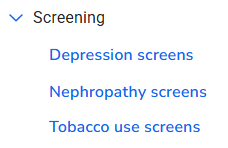 Screening
Depression screens
Nephropathy screens
Tobacco use screens